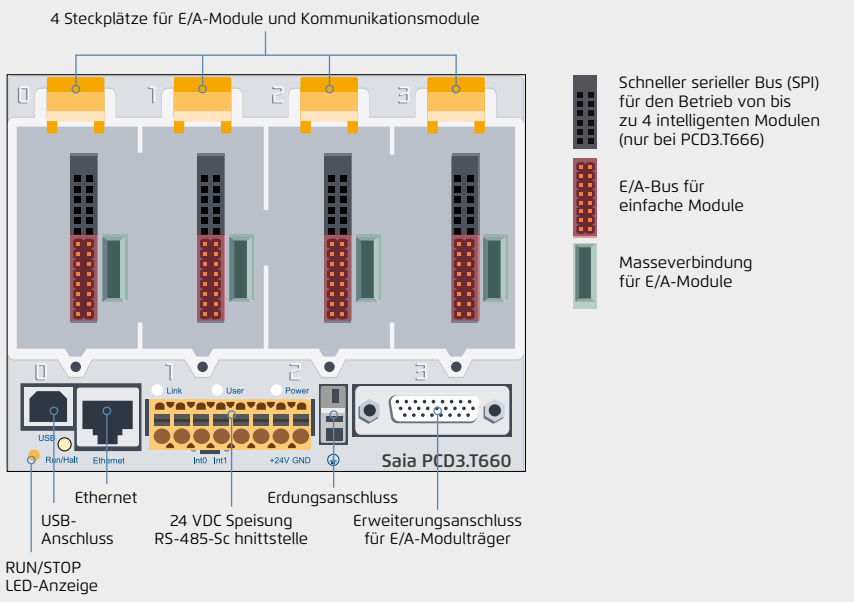 4 Steckplätze für E/A-Module und Kommunikationsmodule
0 1 2 3
Schneller serieller Bus (SPI)
für den Betrieb von bis
zu 4 intelligenten Modulen
(nur bei PCD3.T666)
E/A-Bus für
einfache Module
Masseverbindung
für E/A-Module
0 1 2 3
Link User Power
USB
Run/Halt Ethernet Int0 Int1 +24V GND
Saia PCD3.T660
Ethernet
Erdungsanschluss
USB-
Anschluss
24 VDC Speisung
RS-485-Sc hnittstelle
Erweiterungsanschluss
für E/A-Modulträger
RUN/STOP
LED-Anzeige